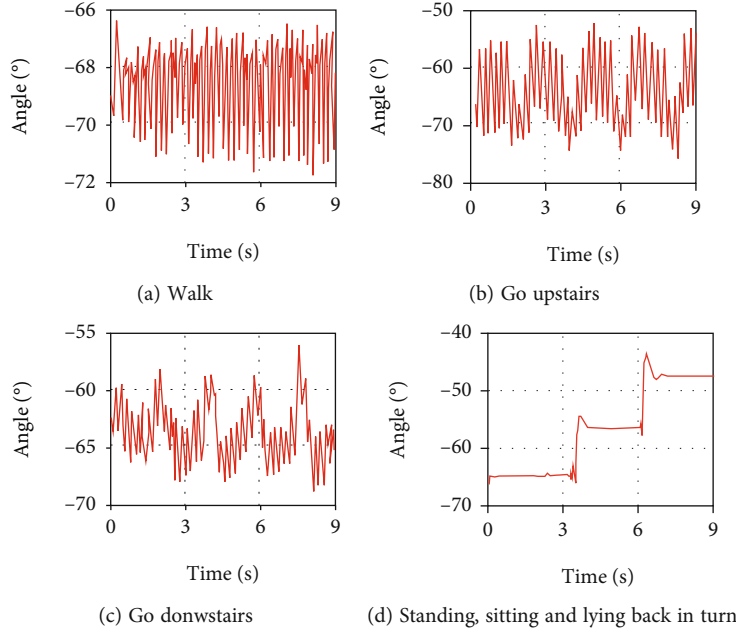 −66
−68
−70
−72
Angle (°)
0 3 6 9
Time (s)
(a) Walk
−50
−60
−70
−80
Angle (°)
0 3 6 9
Time (s)
(b) Go upstairs
−55
−60
−65
−70
Angle (°)
0 3 6 9
Time (s)
(c) Go donwstairs
−40
−50
−60
−70
Angle (°)
0 3 6 9
Time (s)
(d) Standing, sitting and lying back in turn